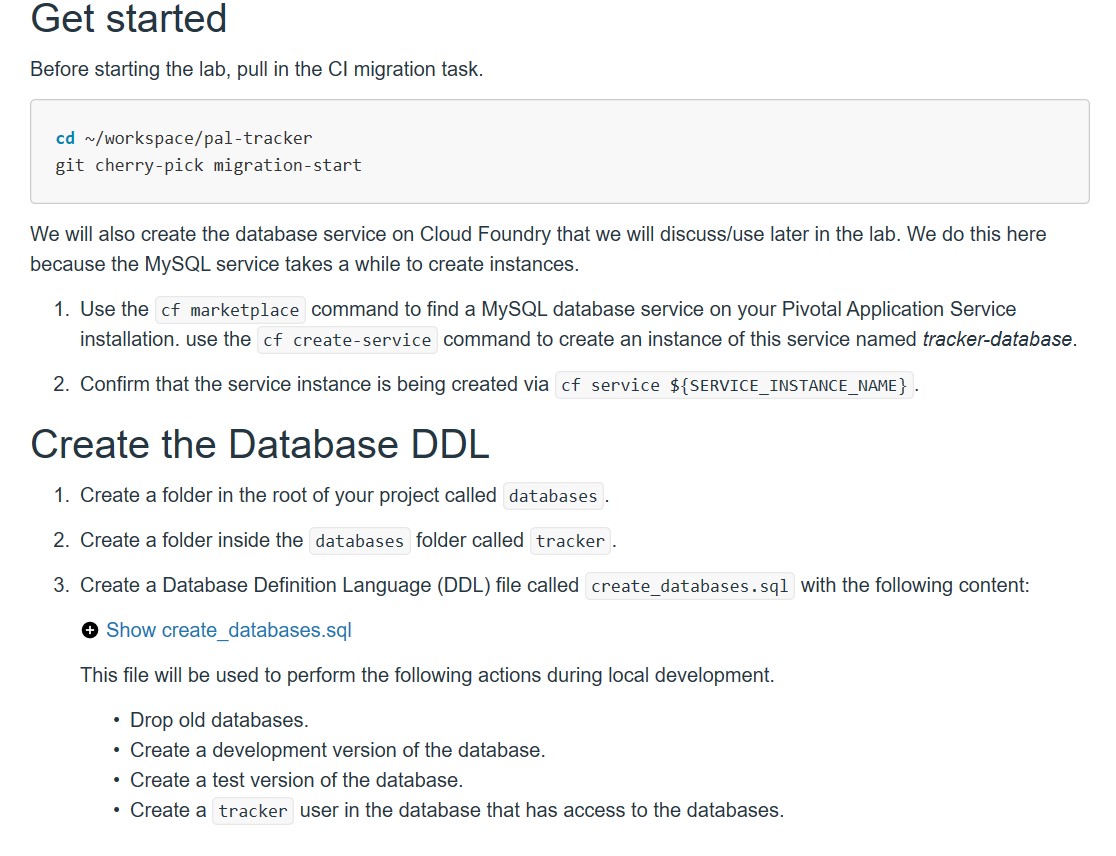 Get started
Before starting the lab, pull in the CI migration task.
cd ~/workspace/pal-tracker
git cherry-pick migration-start
We will also create the database service on Cloud Foundry that we will discuss/use later in the lab. We do this here
because the MySQL service takes a while to create instances.
1. Use the cf marketplace command to find a MySQL database service on your Pivotal Application Service
installation. use the cf create-service command to create an instance of this service named tracker-database.
2. Confirm that the service instance is being created via cf service ${SERVICE_INSTANCE_NAME}.
Create the Database DDL
1. Create a folder in the root of your project called databases.
2. Create a folder inside the databases folder called tracker.
3. Create a Database Definition Language (DDL) file called create_databases.sql with the following content:
Show create_databases.sql
This file will be used to perform the following actions during local development.
• Drop old databases.
• Create a development version of the database.
• Create a test version of the database.
• Create a tracker user in the database that has access to the databases.